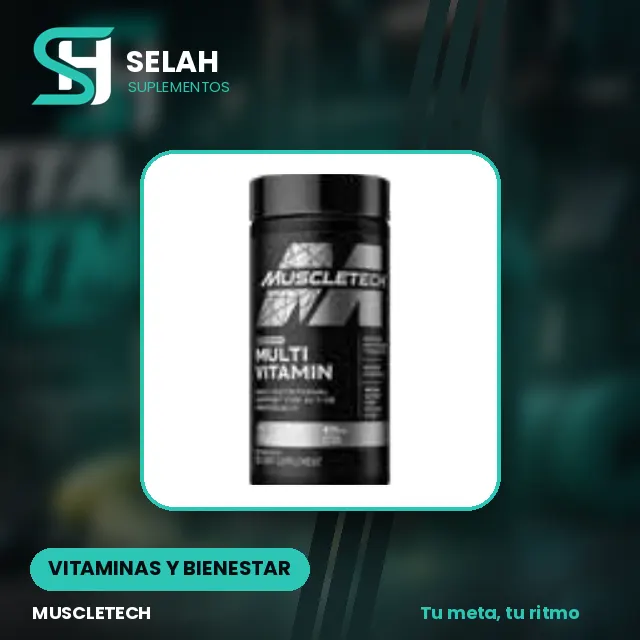 SELAH
SUPLEMENTOS
MUSCLETECH
MULTI
VITAMIN
VITAMINAS Y BIENESTAR
MUSCLETECH
Tu meta, tu ritmo